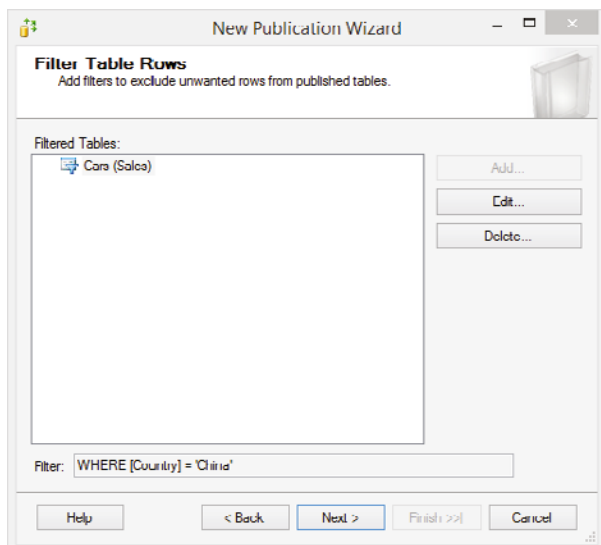 New Publication Wizard
Filter Table Rows
Add filters to exclude unwanted rows from published tables.
Filtered Tables:
Cars (Sales)
Add...
Edit...
Delete...
Filter: WHERE [Country] = 'China'
Help < Back Next > Finish >>| Cancel